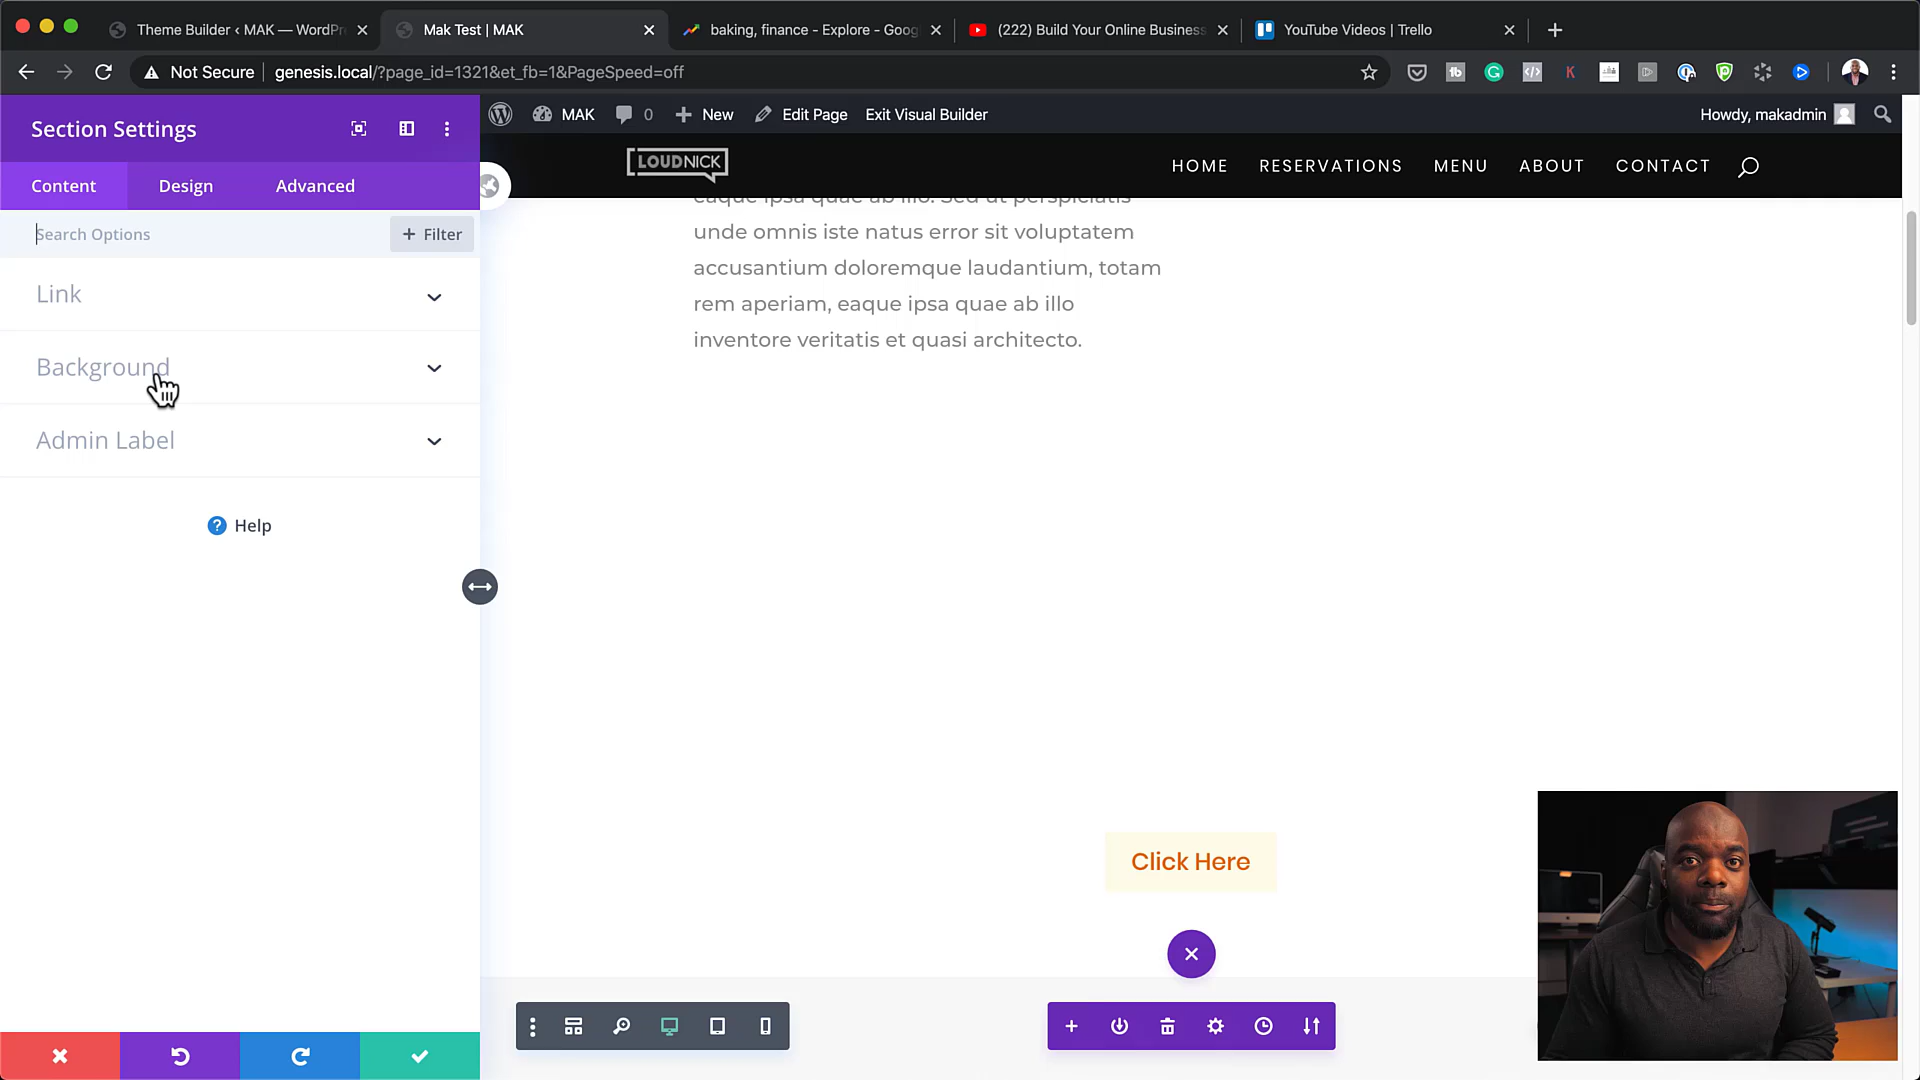 Theme Builder ‹ MAK — WordPr
Mak Test | MAK
baking, finance - Explore - Goog
(222) Build Your Online Business
YouTube Videos | Trello
Not Secure
genesis.local/?page_id=1321&et_fb=1&PageSpeed=off
Section Settings
MAK
0
New
Edit Page
Exit Visual Builder
Howdy, makadmin
LOUDNICK
HOME
RESERVATIONS
MENU
ABOUT
CONTACT
Content
Design
Advanced
Search Options
+ Filter
Link
Background
Admin Label
Help
eaque ipsa quae ab illo. Sed ut perspiciatis
unde omnis iste natus error sit voluptatem
accusantium doloremque laudantium, totam
rem aperiam, eaque ipsa quae ab illo
inventore veritatis et quasi architecto.
Click Here